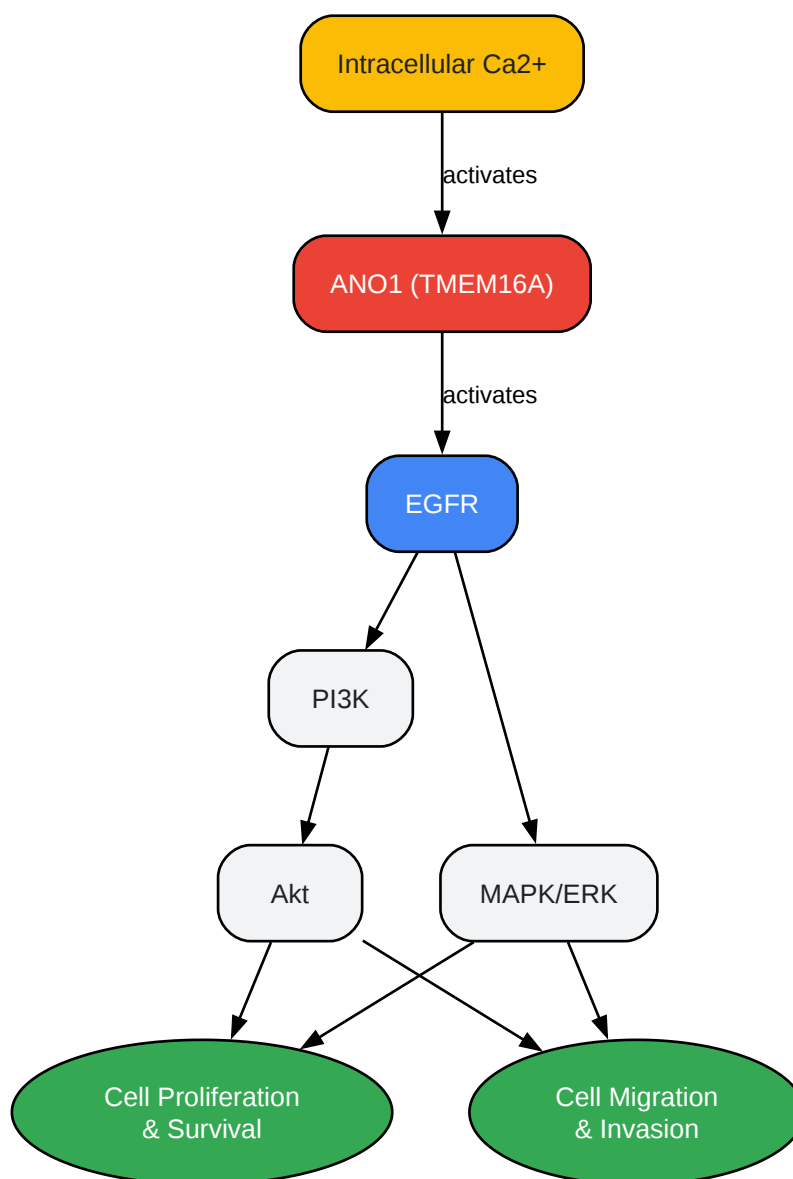 Intracellular Ca2+
activates
ANO1 (TMEM16A)
activates
EGFR
PI3K
Akt
MAPK/ERK
Cell Proliferation
& Survival
Cell Migration
& Invasion